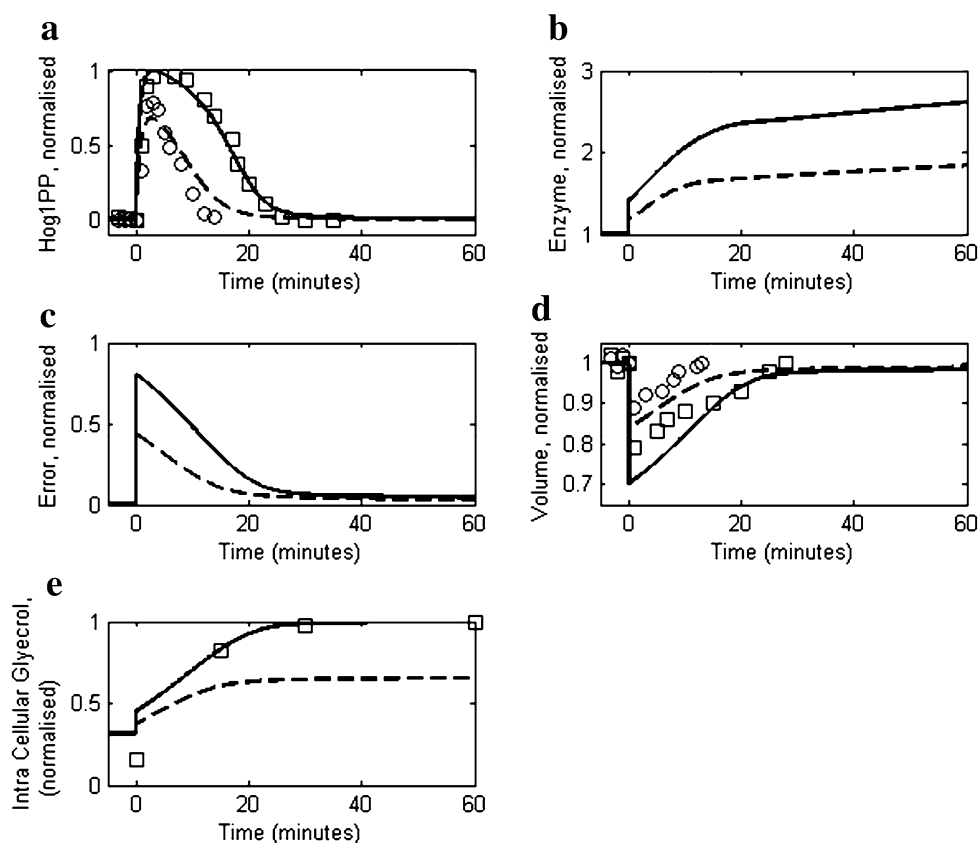 a
Hog1PP, normalised
1
0.5
0
0 20 40 60
Time (minutes)
b
Enzyme, normalised
3
2
1
0 20 40 60
Time (minutes)
c
Error, normalised
1
0.5
0
0 20 40 60
Time (minutes)
d
Volume, normalised
1
0.9
0.8
0.7
0 20 40 60
Time (minutes)
e
Intra Cellular Glyecrol,
(normalised)
1
0.5
0
0 20 40 60
Time (minutes)